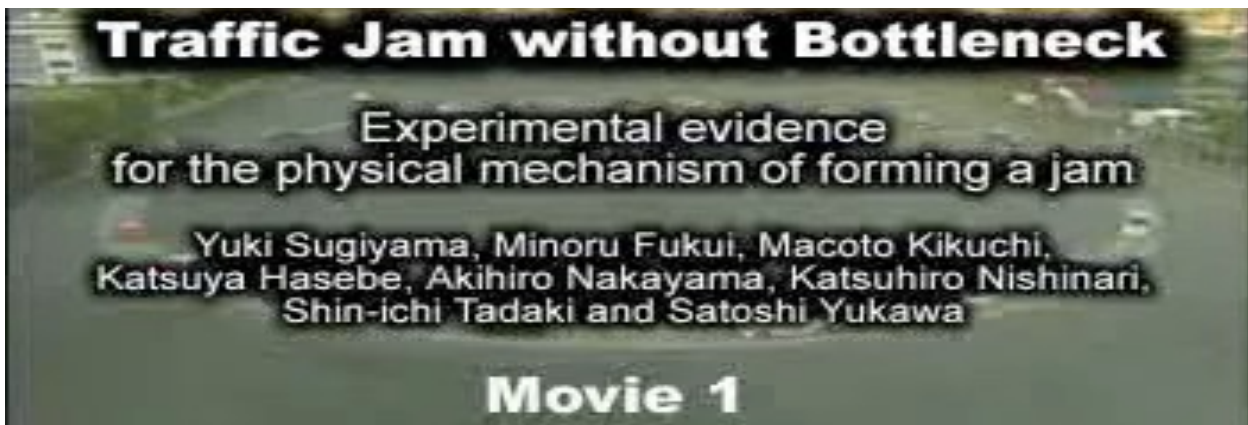 Traffic Jam without Bottleneck
Experimental evidence
for the physical mechanism of forming a jam
Yuki Sugiyama, Minoru Fukui, Macoto Kikuchi,
Katsuya Hasebe, Akihiro Nakayama, Katsuhiro Nishinari,
Shin-ichi Tadaki and Satoshi Yukawa
Movie 1